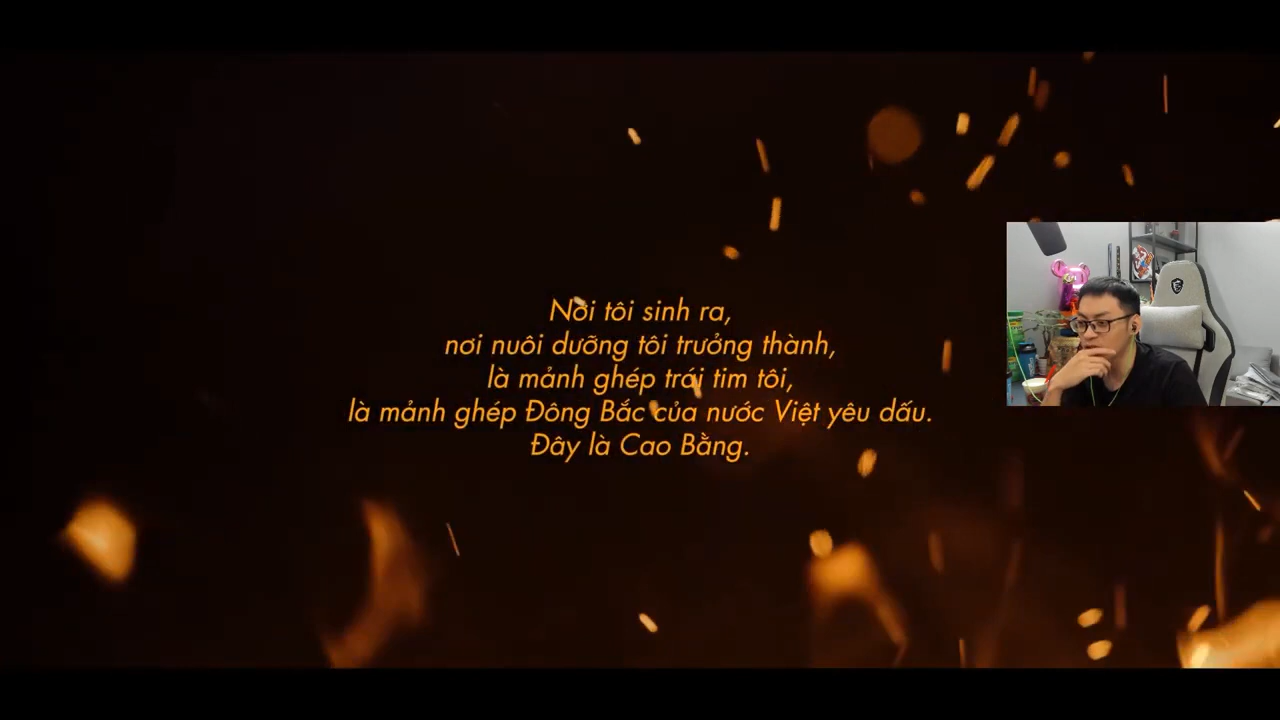 Nơi tôi sinh ra,
nơi nuôi dưỡng tôi trưởng thành,
là mảnh ghép trái tim tôi,
là mảnh ghép Đông Bắc của nước Việt yêu dấu.
Đây là Cao Bằng.